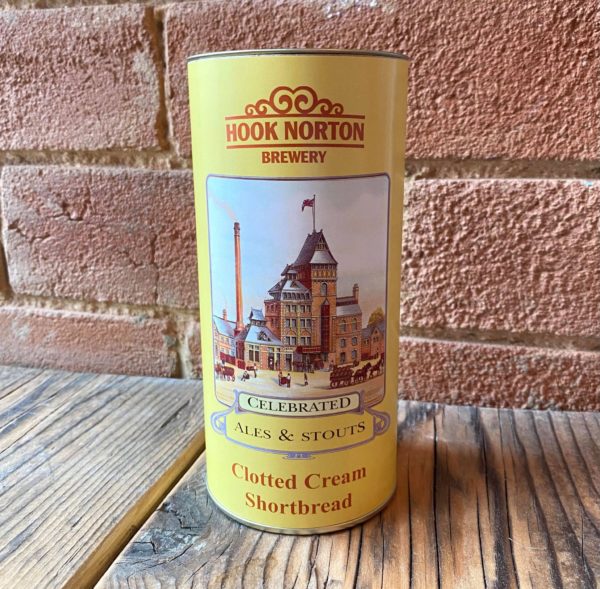 HOOK NORTON
BREWERY
CELEBRATED
ALES & STOUTS
Clotted Cream
Shortbread